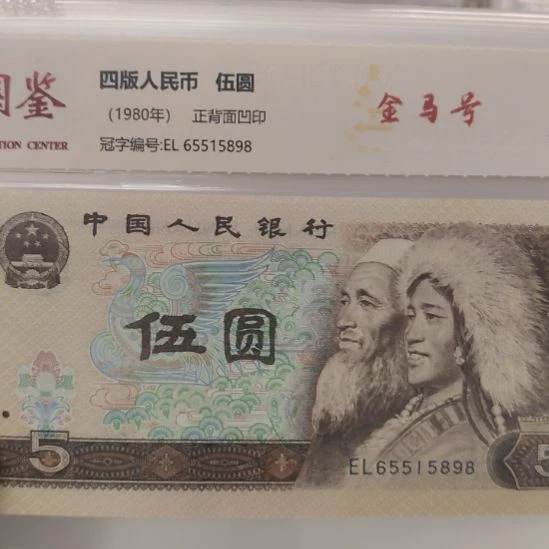 鉴
四版人民币 伍圆
金马号
(1980年) 正背面凹印
TION CENTER
冠字编号:EL 65515898
中国人民银行
伍圆
5
EL65515898
5